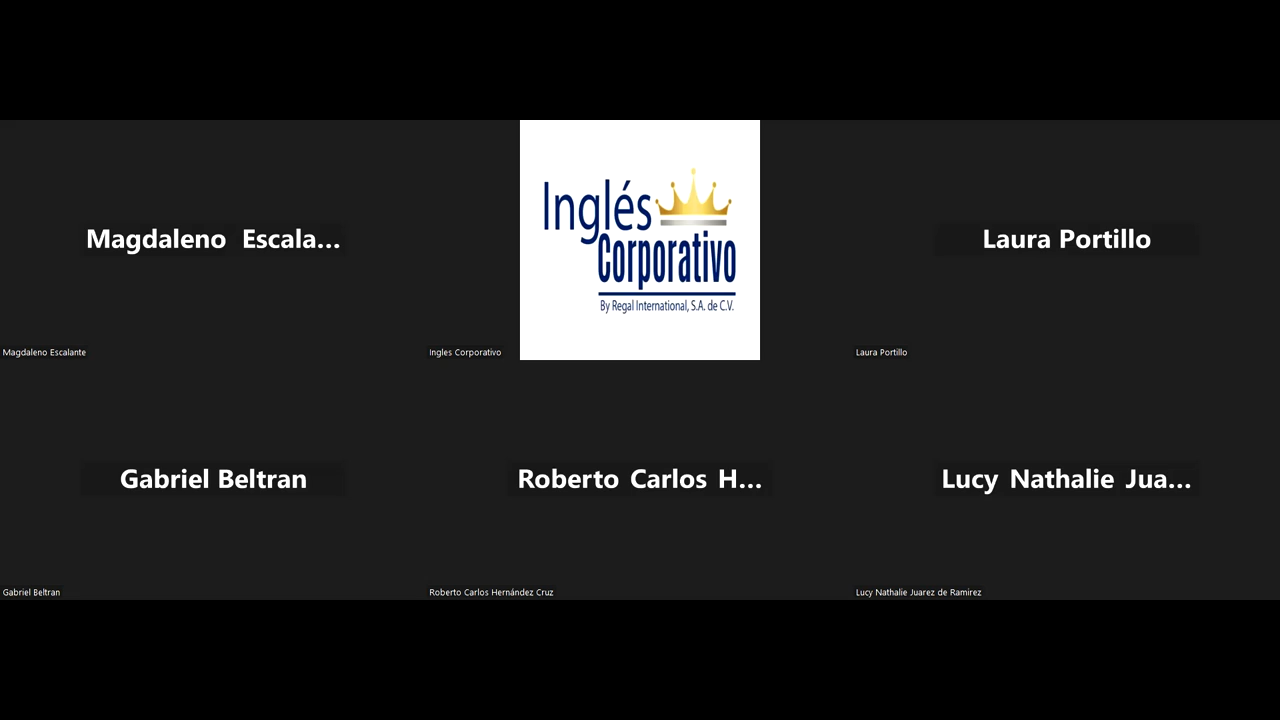 Magdaleno Escala...
Inglés
Corporativo
By Regal International, S.A. de C.V.
Laura Portillo
Magdaleno Escalante
Ingles Corporativo
Laura Portillo
Gabriel Beltran
Roberto Carlos H...
Lucy Nathalie Jua...
Gabriel Beltran
Roberto Carlos Hernández Cruz
Lucy Nathalie Juarez de Ramirez